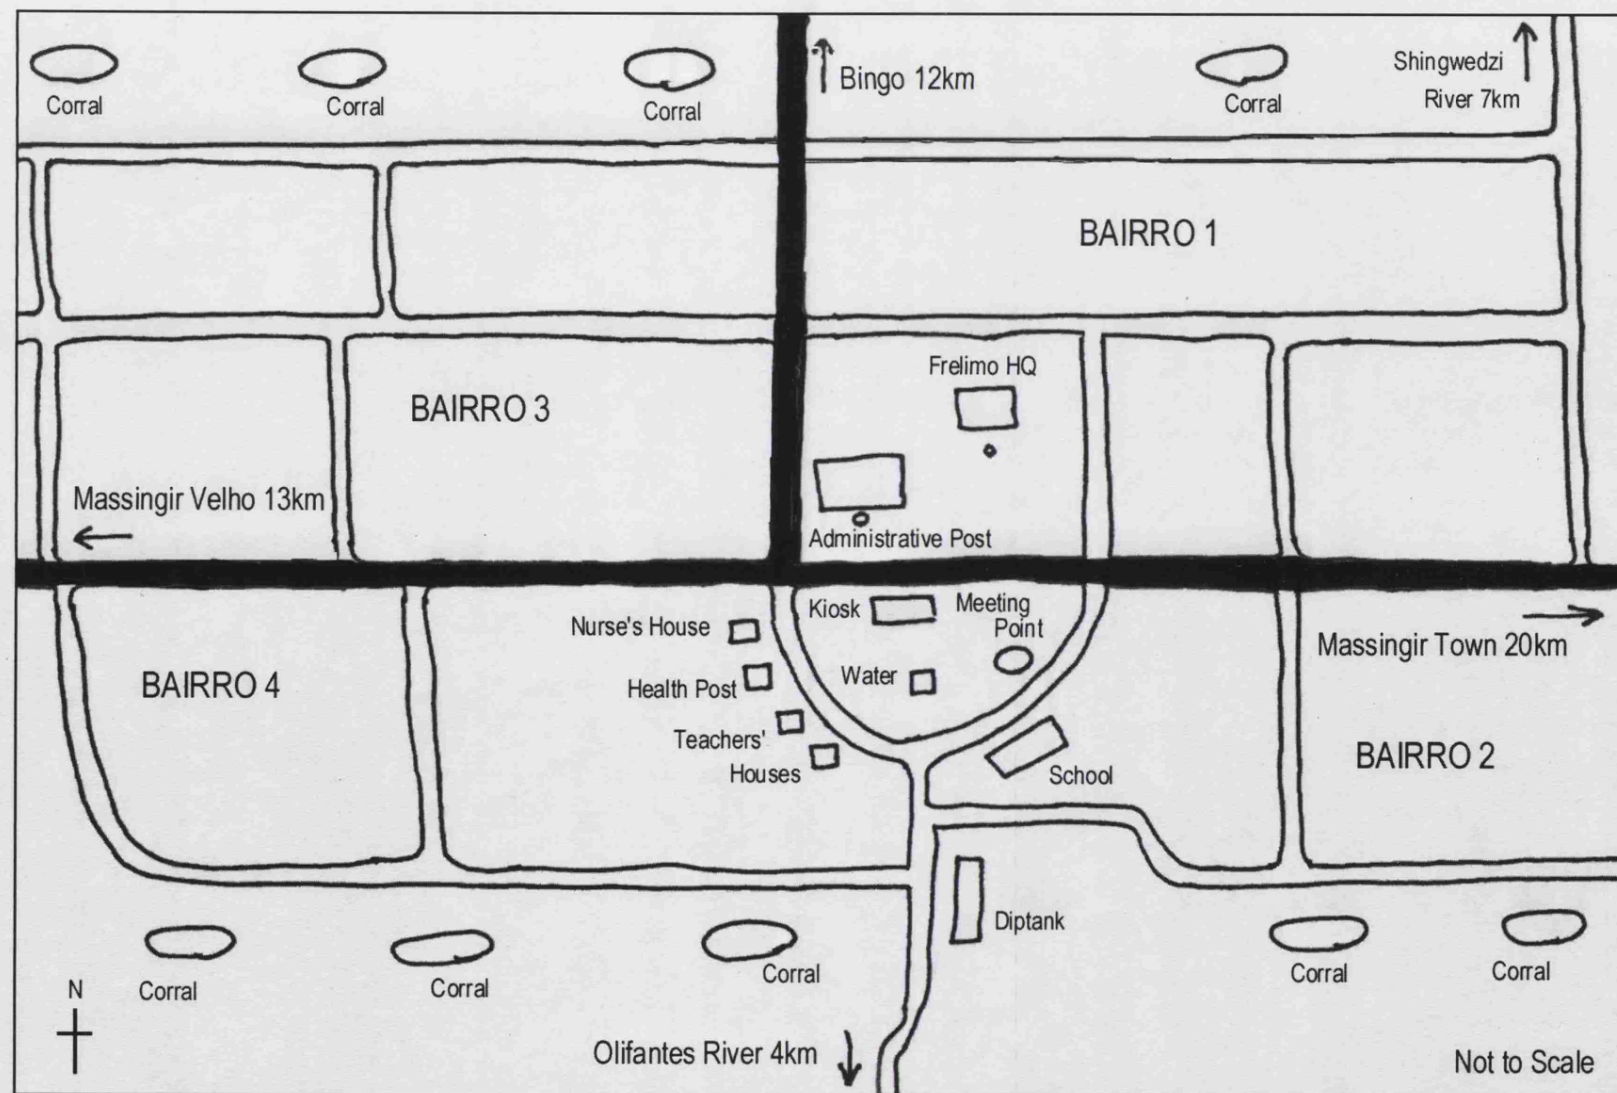 Bingo 12km
Shingwedzi
River 7km
Corral
Corral
Corral
Corral
BAIRRO 1
Frelimo HQ
BAIRRO 3
Massingir Velho 13km
Administrative Post
Kiosk
Meeting
Point
Nurse's House
Massingir Town 20km
Water
Health Post
BAIRRO 4
Teachers'
Houses
School
BAIRRO 2
Diptank
Corral
Corral
Corral
Corral
Corral
N
Olifantes River 4km
Not to Scale